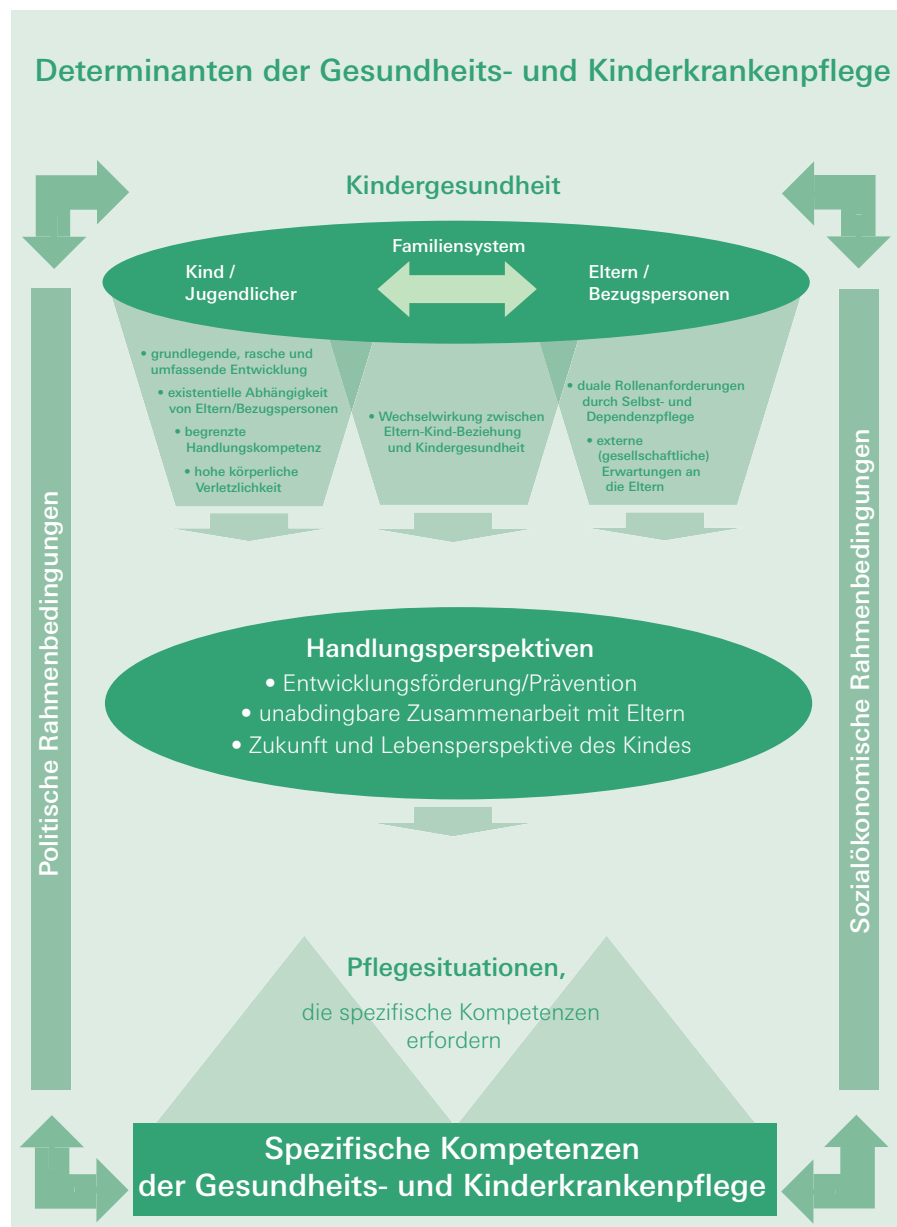 Determinanten der Gesundheits- und Kinderkrankenpflege
Kindergesundheit
Familiensystem
Kind /
Jugendlicher
Eltern /
Bezugspersonen
• grundlegende, rasche und
umfassende Entwicklung
• existentielle Abhängigkeit
von Eltern/Bezugspersonen
• begrenzte
Handlungskompetenz
• hohe körperliche
Verletzlichkeit
• Wechselwirkung zwischen
Eltern-Kind-Beziehung
und Kindergesundheit
• duale Rollenanforderungen
durch Selbst- und
Dependenzpflege
• externe
(gesellschaftliche)
Erwartungen an
die Eltern
Politische Rahmenbedingungen
Sozialökonomische Rahmenbedingungen
Handlungsperspektiven
• Entwicklungsförderung/Prävention
• unabdingbare Zusammenarbeit mit Eltern
• Zukunft und Lebensperspektive des Kindes
Pflegesituationen,
die spezifische Kompetenzen
erfordern
Spezifische Kompetenzen
der Gesundheits- und Kinderkrankenpflege